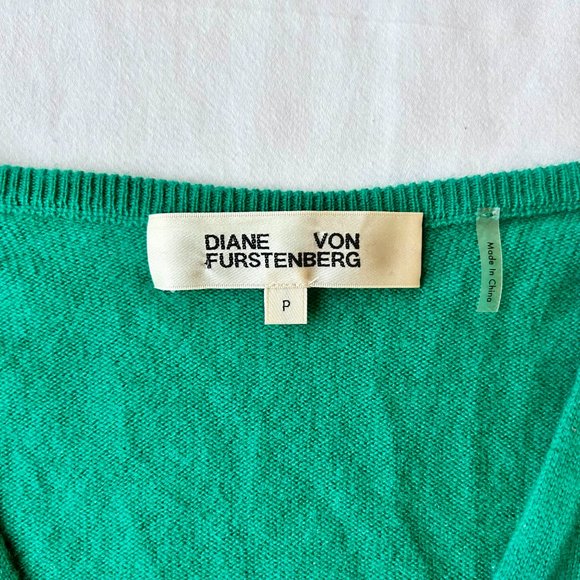 DIANE VON
FURSTENBERG
P
Made In China